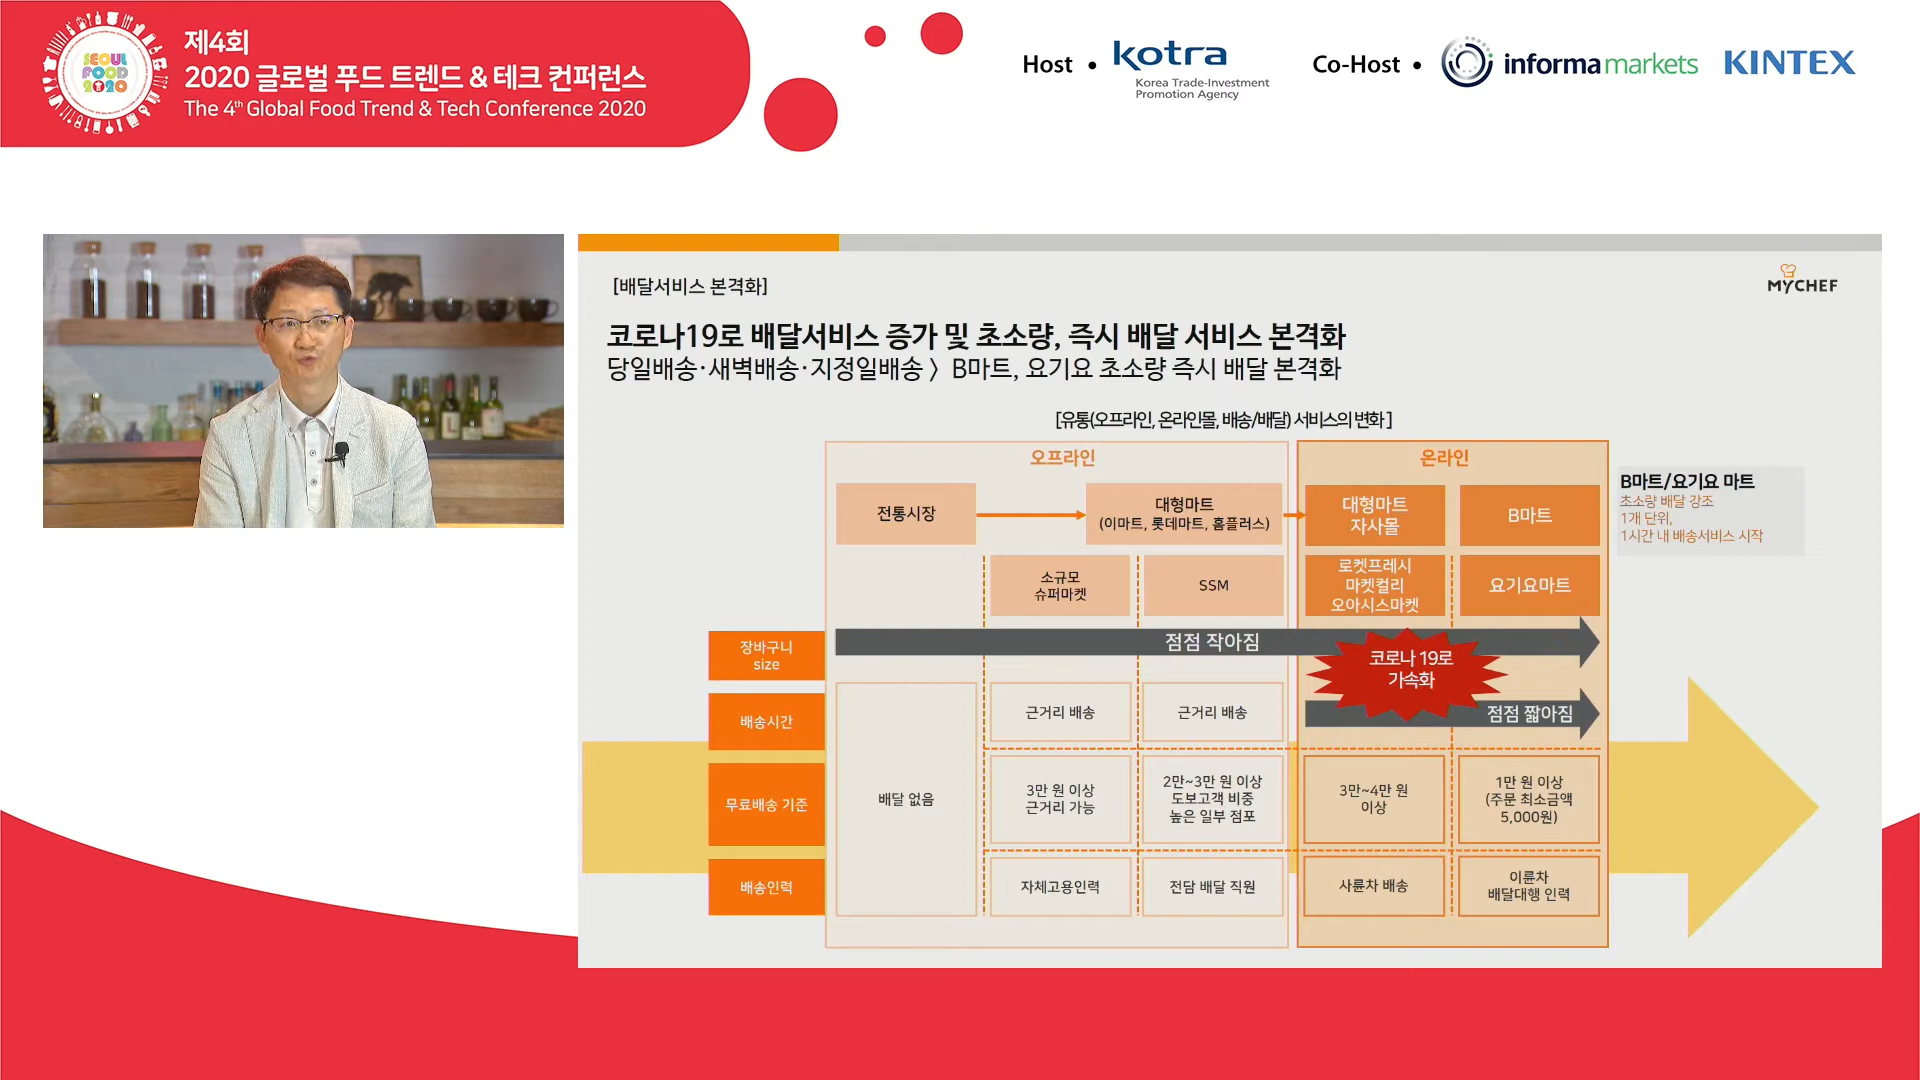 SEOUL
FOOD
2020
제4회
2020 글로벌 푸드 트렌드 & 테크 컨퍼런스
The 4th Global Food Trend & Tech Conference 2020
Host • kotra
Korea Trade-Investment
Promotion Agency
Co-Host • informa markets KINTEX
[배달서비스 본격화]
MYCHEF
코로나19로 배달서비스 증가 및 초소량, 즉시 배달 서비스 본격화
당일배송·새벽배송·지정일배송 〉 B마트, 요기요 초소량 즉시 배달 본격화
[유통(오프라인, 온라인몰, 배송/배달) 서비스의 변화]
오프라인
온라인
전통시장
대형마트
(이마트, 롯데마트, 홈플러스)
대형마트
자사몰
B마트
B마트/요기요 마트
초소량 배달 강조
1개 단위,
1시간 내 배송서비스 시작
소규모
슈퍼마켓
SSM
로켓프레시
마켓컬리
오아시스마켓
요기요마트
장바구니
size
점점 작아짐
코로나 19로
가속화
배송시간
근거리 배송
근거리 배송
점점 짧아짐
무료배송 기준
배달 없음
3만 원 이상
근거리 가능
2만~3만 원 이상
도보고객 비중
높은 일부 점포
3만~4만 원
이상
1만 원 이상
(주문 최소금액
5,000원)
배송인력
자체고용인력
전담 배달 직원
사륜차 배송
이륜차
배달대행 인력